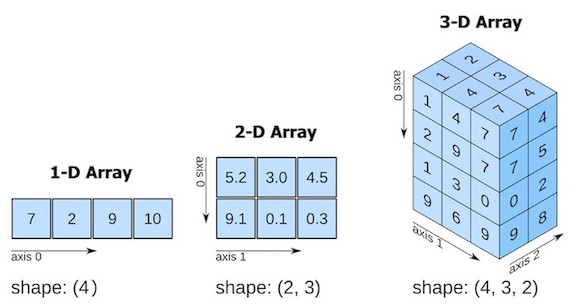 1-D Array
7 2 9 10
axis 0
shape: (4)
2-D Array
axis 0
5.2 3.0 4.5
9.1 0.1 0.3
axis 1
shape: (2, 3)
3-D Array
axis 0
1 2
4 3
7 4
1 4 7
2 9 7
1 3 0
9 6 9
7 4
7 5
0 2
9 8
axis 1
axis 2
shape: (4, 3, 2)